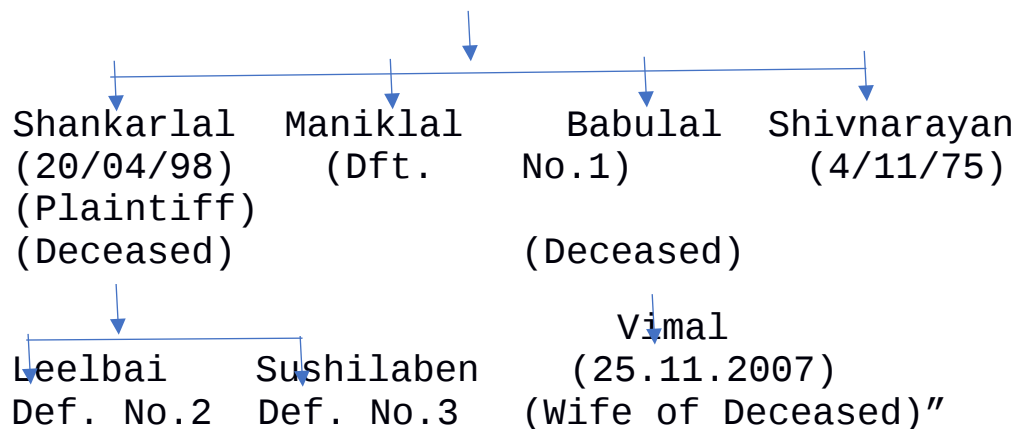 Shankarlal Maniklal Babulal Shivnarayan
(20/04/98) (Dft. No.1) (4/11/75)
(Plaintiff)
(Deceased) (Deceased)
Vimal
Leelbai Sushilaben (25.11.2007)
Def. No.2 Def. No.3 (Wife of Deceased)”